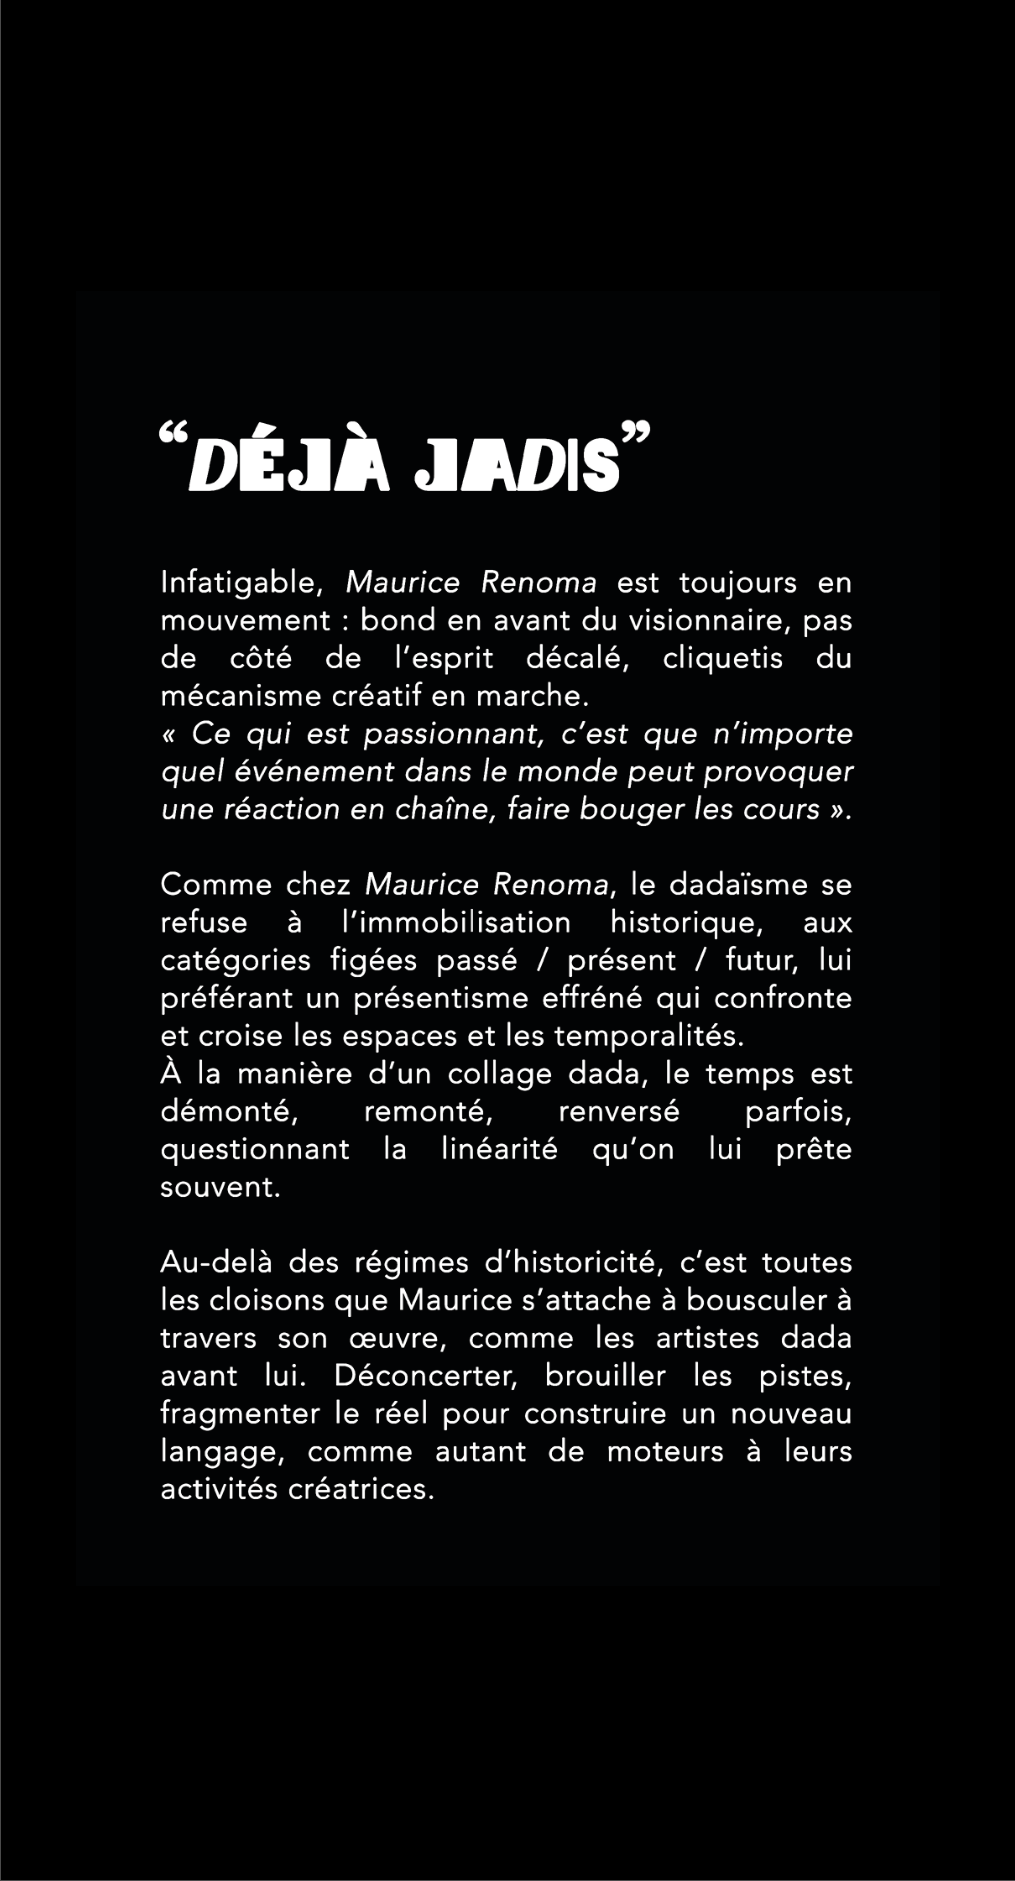 “DÉJÀ JADIS”
Infatigable, Maurice Renoma est toujours en
mouvement : bond en avant du visionnaire, pas
de côté de l’esprit décalé, cliquetis du
mécanisme créatif en marche.
« Ce qui est passionnant, c’est que n’importe
quel événement dans le monde peut provoquer
une réaction en chaîne, faire bouger les cours ».
Comme chez Maurice Renoma, le dadaïsme se
refuse à l’immobilisation historique, aux
catégories figées passé / présent / futur, lui
préférant un présentisme effréné qui confronte
et croise les espaces et les temporalités.
À la manière d’un collage dada, le temps est
démonté, remonté, renversé parfois,
questionnant la linéarité qu’on lui prête
souvent.
Au-delà des régimes d’historicité, c’est toutes
les cloisons que Maurice s’attache à bousculer à
travers son œuvre, comme les artistes dada
avant lui. Déconcerter, brouiller les pistes,
fragmenter le réel pour construire un nouveau
langage, comme autant de moteurs à leurs
activités créatrices.